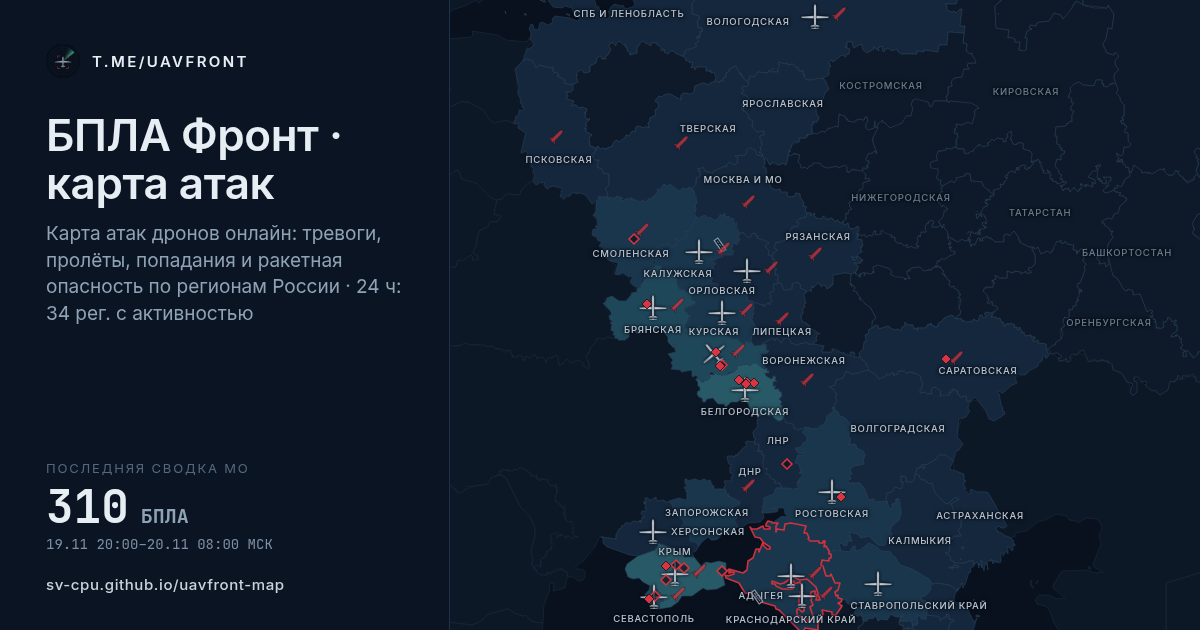 T.ME/UAVFRONT
БПЛА Фронт ·
карта атак
Карта атак дронов онлайн: тревоги,
пролёты, попадания и ракетная
опасность по регионам России · 24 ч:
34 рег. с активностью
ПОСЛЕДНЯЯ СВОДКА МО
310 БПЛА
19.11 20:00–20.11 08:00 МСК
sv-cpu.github.io/uavfront-map
СПБ И ЛЕНОБЛАСТЬ
ВОЛОГОДСКАЯ
КОСТРОМСКАЯ
КИРОВСКАЯ
ЯРОСЛАВСКАЯ
ТВЕРСКАЯ
ПСКОВСКАЯ
МОСКВА И МО
НИЖЕГОРОДСКАЯ
ТАТАРСТАН
РЯЗАНСКАЯ
СМОЛЕНСКАЯ
БАШКОРТОСТАН
КАЛУЖСКАЯ
ОРЛОВСКАЯ
ОРЕНБУРГСКАЯ
БРЯНСКАЯ
КУРСКАЯ
ЛИПЕЦКАЯ
ВОРОНЕЖСКАЯ
САРАТОВСКАЯ
БЕЛГОРОДСКАЯ
ВОЛГОГРАДСКАЯ
ЛНР
ДНР
ЗАПОРОЖСКАЯ
РОСТОВСКАЯ
АСТРАХАНСКАЯ
ХЕРСОНСКАЯ
КАЛМЫКИЯ
КРЫМ
АДЫГЕЯ
СТАВРОПОЛЬСКИЙ КРАЙ
СЕВАСТОПОЛЬ
КРАСНОДАРСКИЙ КРАЙ